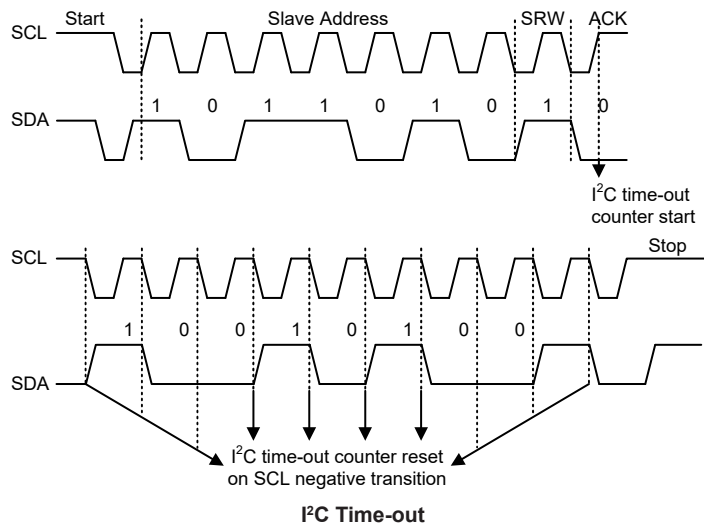 Start Slave Address SRW ACK
SCL
1 0 1 1 0 1 0 1 0
SDA
I²C time-out
counter start
Stop
SCL
1 0 0 1 0 1 0 0
SDA
I²C time-out counter reset
on SCL negative transition
I²C Time-out